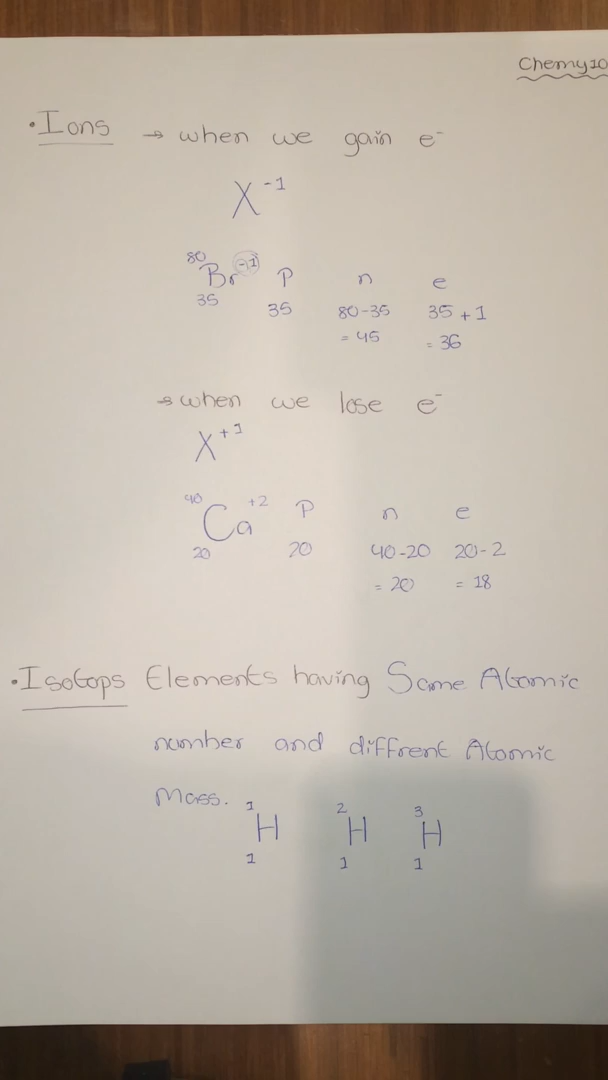 Chemy10
• Ions → when we gain e⁻
X⁻¹
⁸⁰₃₅Br⁻¹ P n e
35 80-35 35+1
= 45 = 36
→ when we lose e⁻
X⁺¹
⁴⁰₂₀Ca⁺² P n e
20 40-20 20-2
= 20 = 18
• Isotops Elements having Same Atomic
number and diffrent Atomic
Mass.
¹₁H ²₁H ³₁H